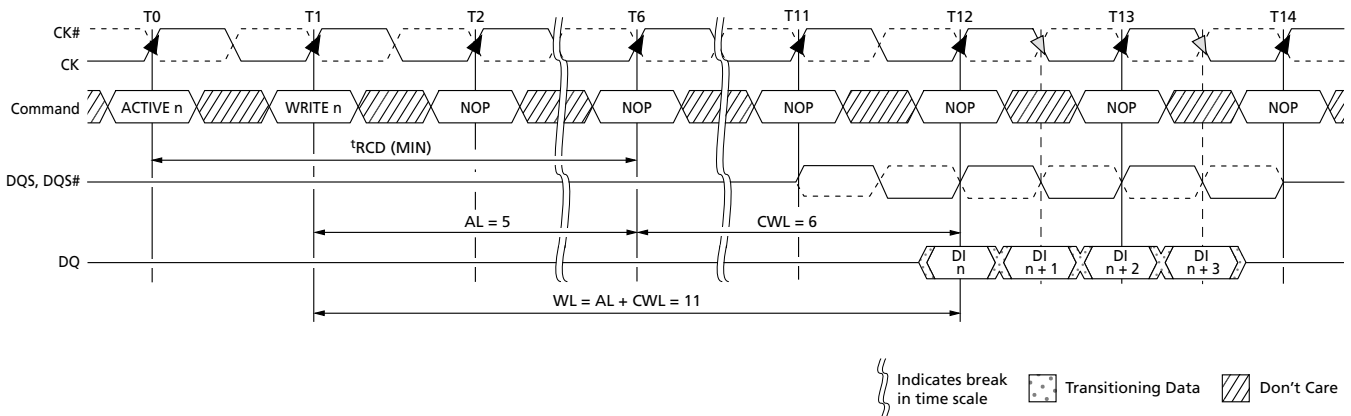 T0 T1 T2 T6 T11 T12 T13 T14
CK#
CK
Command ACTIVE n WRITE n NOP NOP NOP NOP NOP NOP
tRCD (MIN)
DQS, DQS#
AL = 5 CWL = 6
DQ DI n DI n + 1 DI n + 2 DI n + 3
WL = AL + CWL = 11
Indicates break
in time scale
Transitioning Data
Don't Care